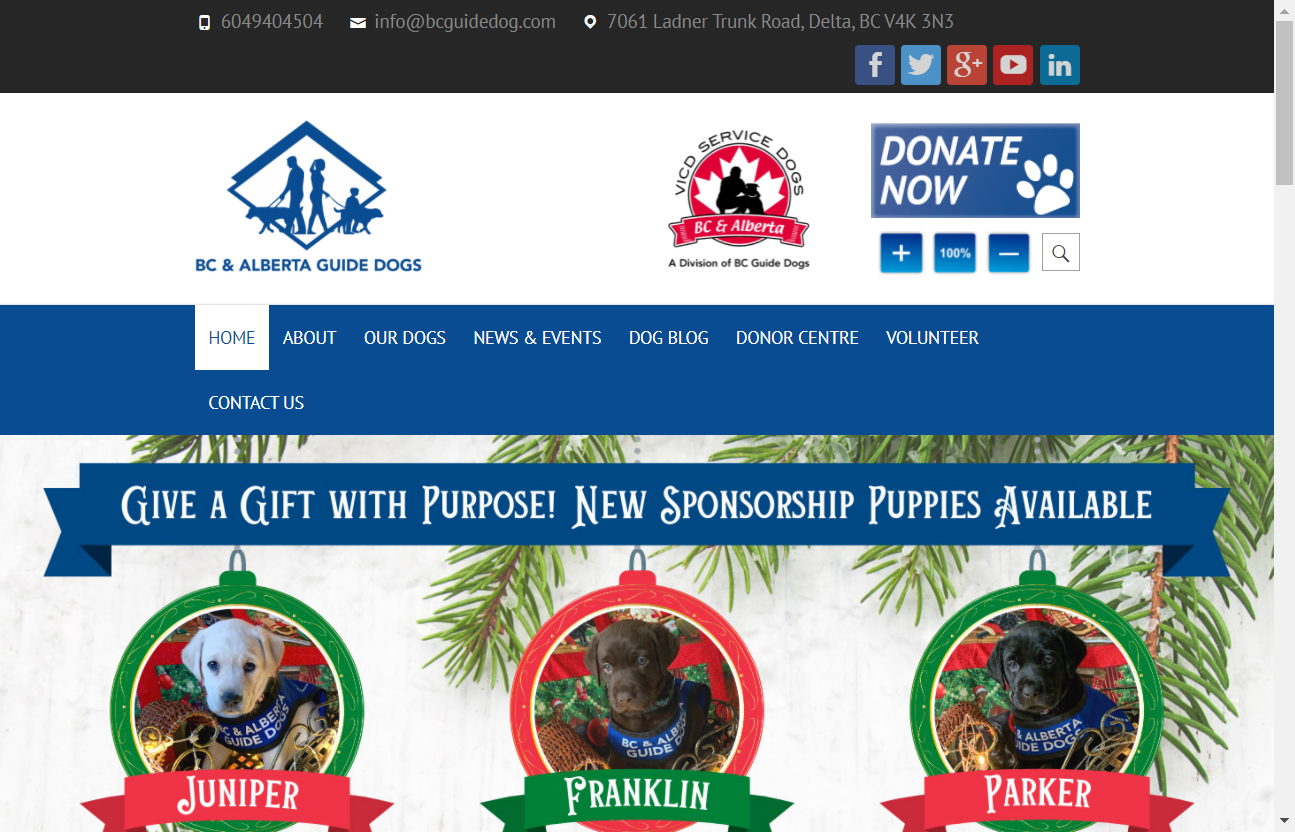 6049404504 info@bcguidedog.com 7061 Ladner Trunk Road, Delta, BC V4K 3N3
f g+ in
BC & ALBERTA GUIDE DOGS
VICD SERVICE DOGS
BC & Alberta
A Division of BC Guide Dogs
DONATE
NOW
+ 100% —
HOME ABOUT OUR DOGS NEWS & EVENTS DOG BLOG DONOR CENTRE VOLUNTEER
CONTACT US
GIVE A GIFT WITH PURPOSE! NEW SPONSORSHIP PUPPIES AVAILABLE
BC & ALBERTA
GUIDE DOGS
BC & ALBERTA
GUIDE DOGS
& ALBERTA
GUIDE DOGS
JUNIPER
FRANKLIN
PARKER